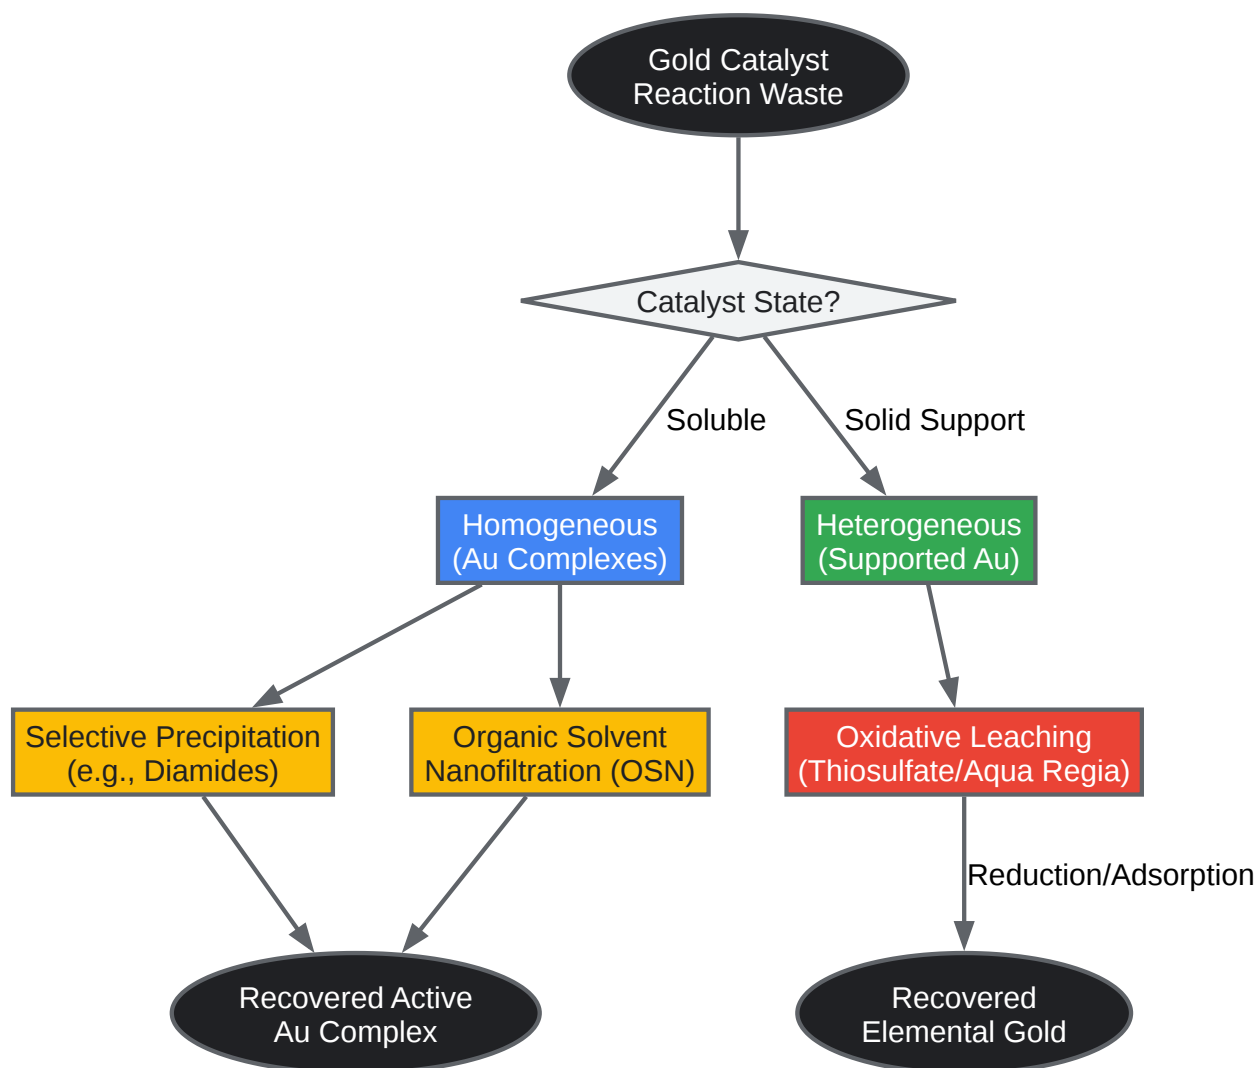 Gold Catalyst
Reaction Waste
Catalyst State?
Soluble
Solid Support
Homogeneous
(Au Complexes)
Heterogeneous
(Supported Au)
Selective Precipitation
(e.g., Diamides)
Organic Solvent
Nanofiltration (OSN)
Oxidative Leaching
(Thiosulfate/Aqua Regia)
Reduction/Adsorption
Recovered Active
Au Complex
Recovered
Elemental Gold